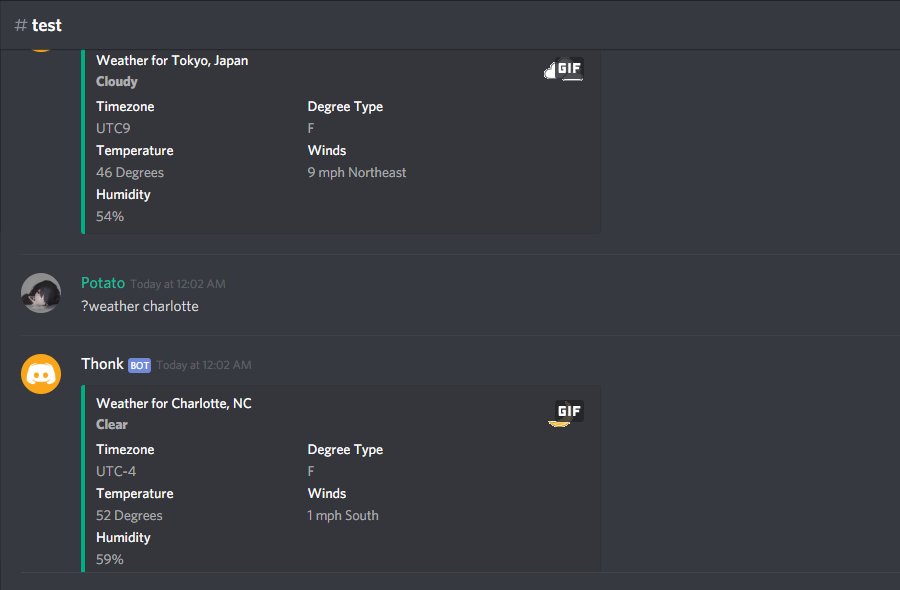 # test
Weather for Tokyo, Japan
GIF
Cloudy
Timezone Degree Type
UTC9 F
Temperature Winds
46 Degrees 9 mph Northeast
Humidity
54%
Potato Today at 12:02 AM
?weather charlotte
Thonk BOT Today at 12:02 AM
Weather for Charlotte, NC
GIF
Clear
Timezone Degree Type
UTC-4 F
Temperature Winds
52 Degrees 1 mph South
Humidity
59%